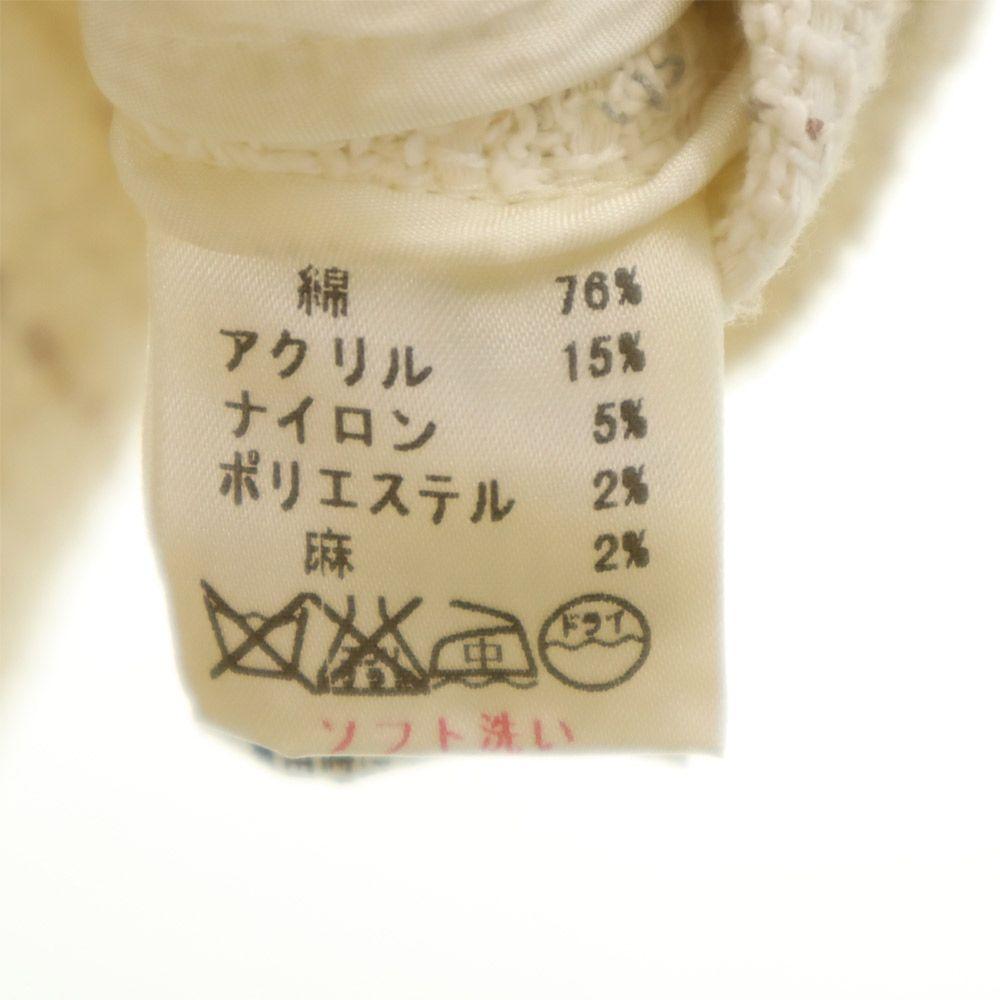 綿 76%
アクリル 15%
ナイロン 5%
ポリエステル 2%
麻 2%
中 ドライ
ソフト洗い